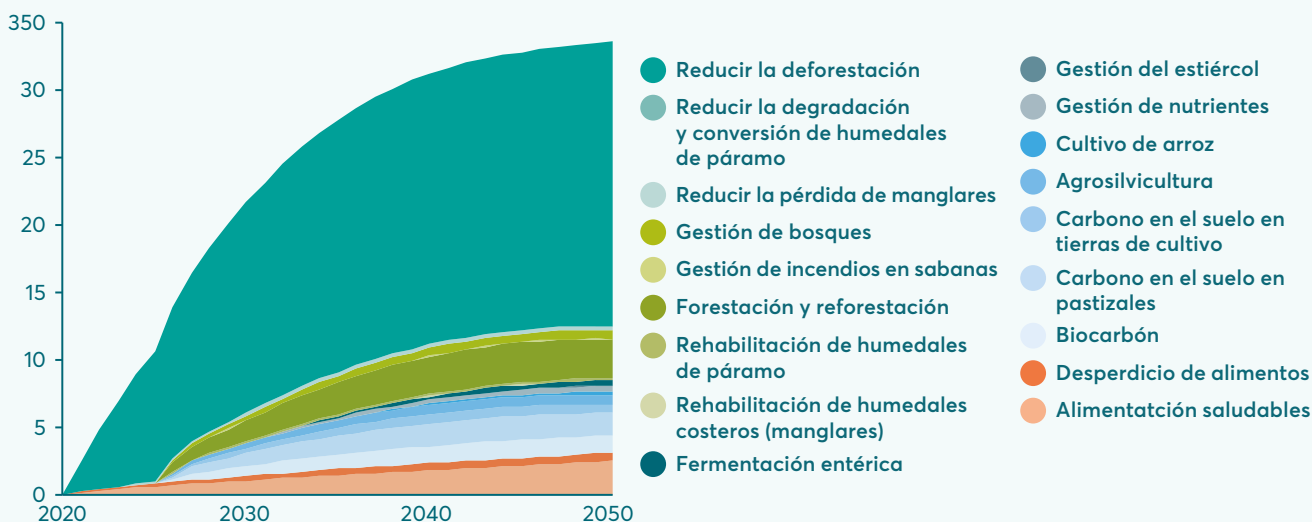 350
30
25
20
15
10
5
0
2020
2030
2040
2050
Reducir la deforestación
Reducir la degradación
y conversión de humedales
de páramo
Reducir la pérdida de manglares
Gestión de bosques
Gestión de incendios en sabanas
Forestación y reforestación
Rehabilitación de humedales
de páramo
Rehabilitación de humedales
costeros (manglares)
Fermentación entérica
Gestión del estiércol
Gestión de nutrientes
Cultivo de arroz
Agrosilvicultura
Carbono en el suelo en
tierras de cultivo
Carbono en el suelo en
pastizales
Biocarbón
Desperdicio de alimentos
Alimentatción saludables